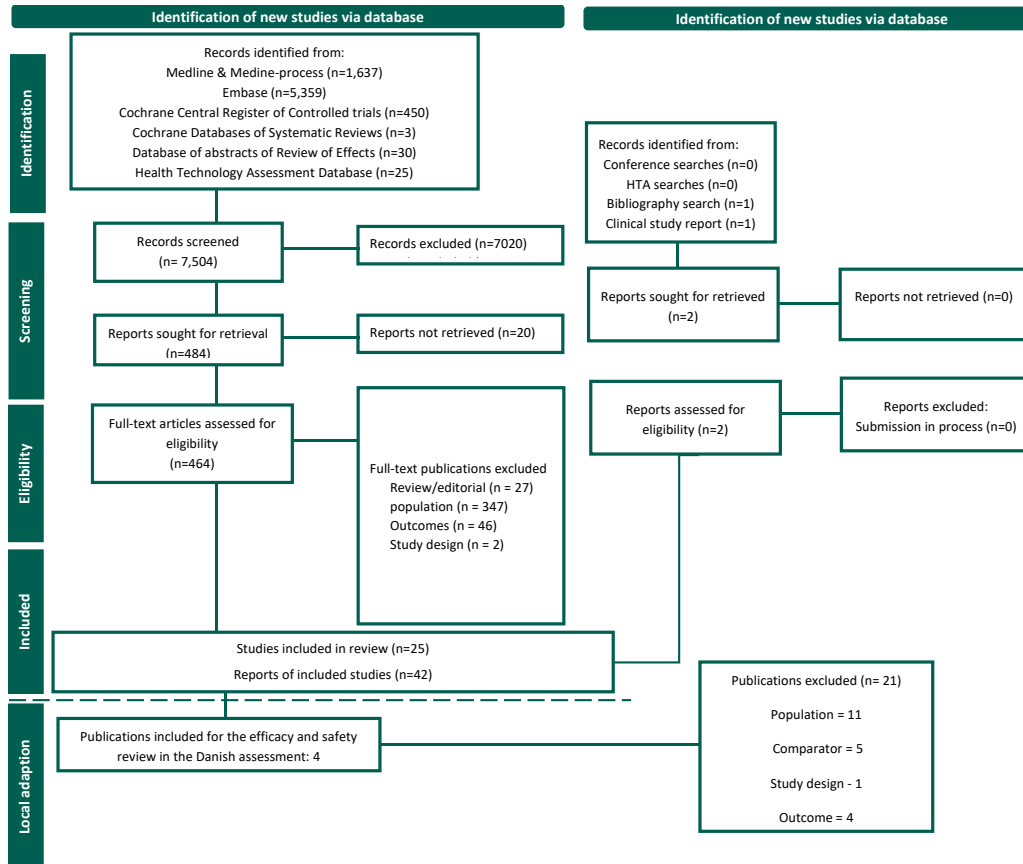 Identification of new studies via database
Identification of new studies via database
Identification
Records identified from:
Medline & Medine-process (n=1,637)
Embase (n=5,359)
Cochrane Central Register of Controlled trials (n=450)
Cochrane Databases of Systematic Reviews (n=3)
Database of abstracts of Review of Effects (n=30)
Health Technology Assessment Database (n=25)
Records identified from:
Conference searches (n=0)
HTA searches (n=0)
Bibliography search (n=1)
Clinical study report (n=1)
Screening
Records screened
(n= 7,504)
Records excluded (n=7020)
Reports sought for retrieval
(n=484)
Reports not retrieved (n=20)
Reports sought for retrieved
(n=2)
Reports not retrieved (n=0)
Eligibility
Full-text articles assessed for
eligibility
(n=464)
Full-text publications excluded
Review/editorial (n = 27)
population (n = 347)
Outcomes (n = 46)
Study design (n = 2)
Reports assessed for
eligibility (n=2)
Reports excluded:
Submission in process (n=0)
Included
Studies included in review (n=25)
Reports of included studies (n=42)
Local adaption
Publications included for the efficacy and safety
review in the Danish assessment: 4
Publications excluded (n= 21)
Population = 11
Comparator = 5
Study design - 1
Outcome = 4